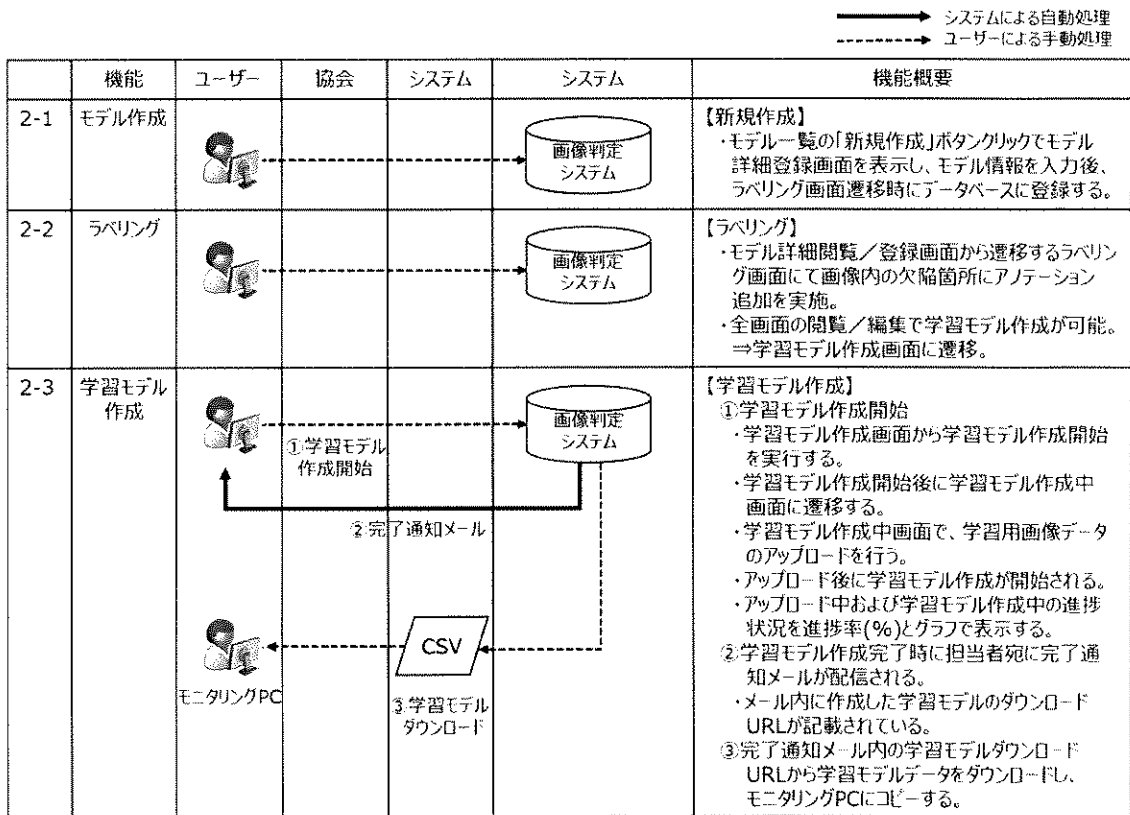 システムによる自動処理
ユーザーによる手動処理
機能 ユーザー 協会 システム システム 機能概要
2-1 モデル作成
画像判定
システム
【新規作成】
・モデル一覧の「新規作成」ボタンクリックでモデル
詳細登録画面を表示し、モデル情報を入力後、
ラベリング画面遷移時にデータベースに登録する。
2-2 ラベリング
画像判定
システム
【ラベリング】
・モデル詳細閲覧／登録画面から遷移するラベリン
グ画面にて画像内の欠陥箇所にアノテーション
追加を実施。
・全画面の閲覧／編集で学習モデル作成が可能。
⇒学習モデル作成画面に遷移。
2-3 学習モデル
作成
画像判定
システム
①学習モデル
作成開始
②完了通知メール
CSV
モニタリングPC
③学習モデル
ダウンロード
【学習モデル作成】
①学習モデル作成開始
・学習モデル作成画面から学習モデル作成開始
を実行する。
・学習モデル作成開始後に学習モデル作成中
画面に遷移する。
・学習モデル作成中画面で、学習用画像データ
のアップロードを行う。
・アップロード後に学習モデル作成が開始される。
・アップロード中および学習モデル作成中の進捗
状況を進捗率(%)とグラフで表示する。
②学習モデル作成完了時に担当者宛に完了通
知メールが配信される。
・メール内に作成した学習モデルのダウンロード
URLが記載されている。
③完了通知メール内の学習モデルダウンロード
URLから学習モデルデータをダウンロードし、
モニタリングPCにコピーする。